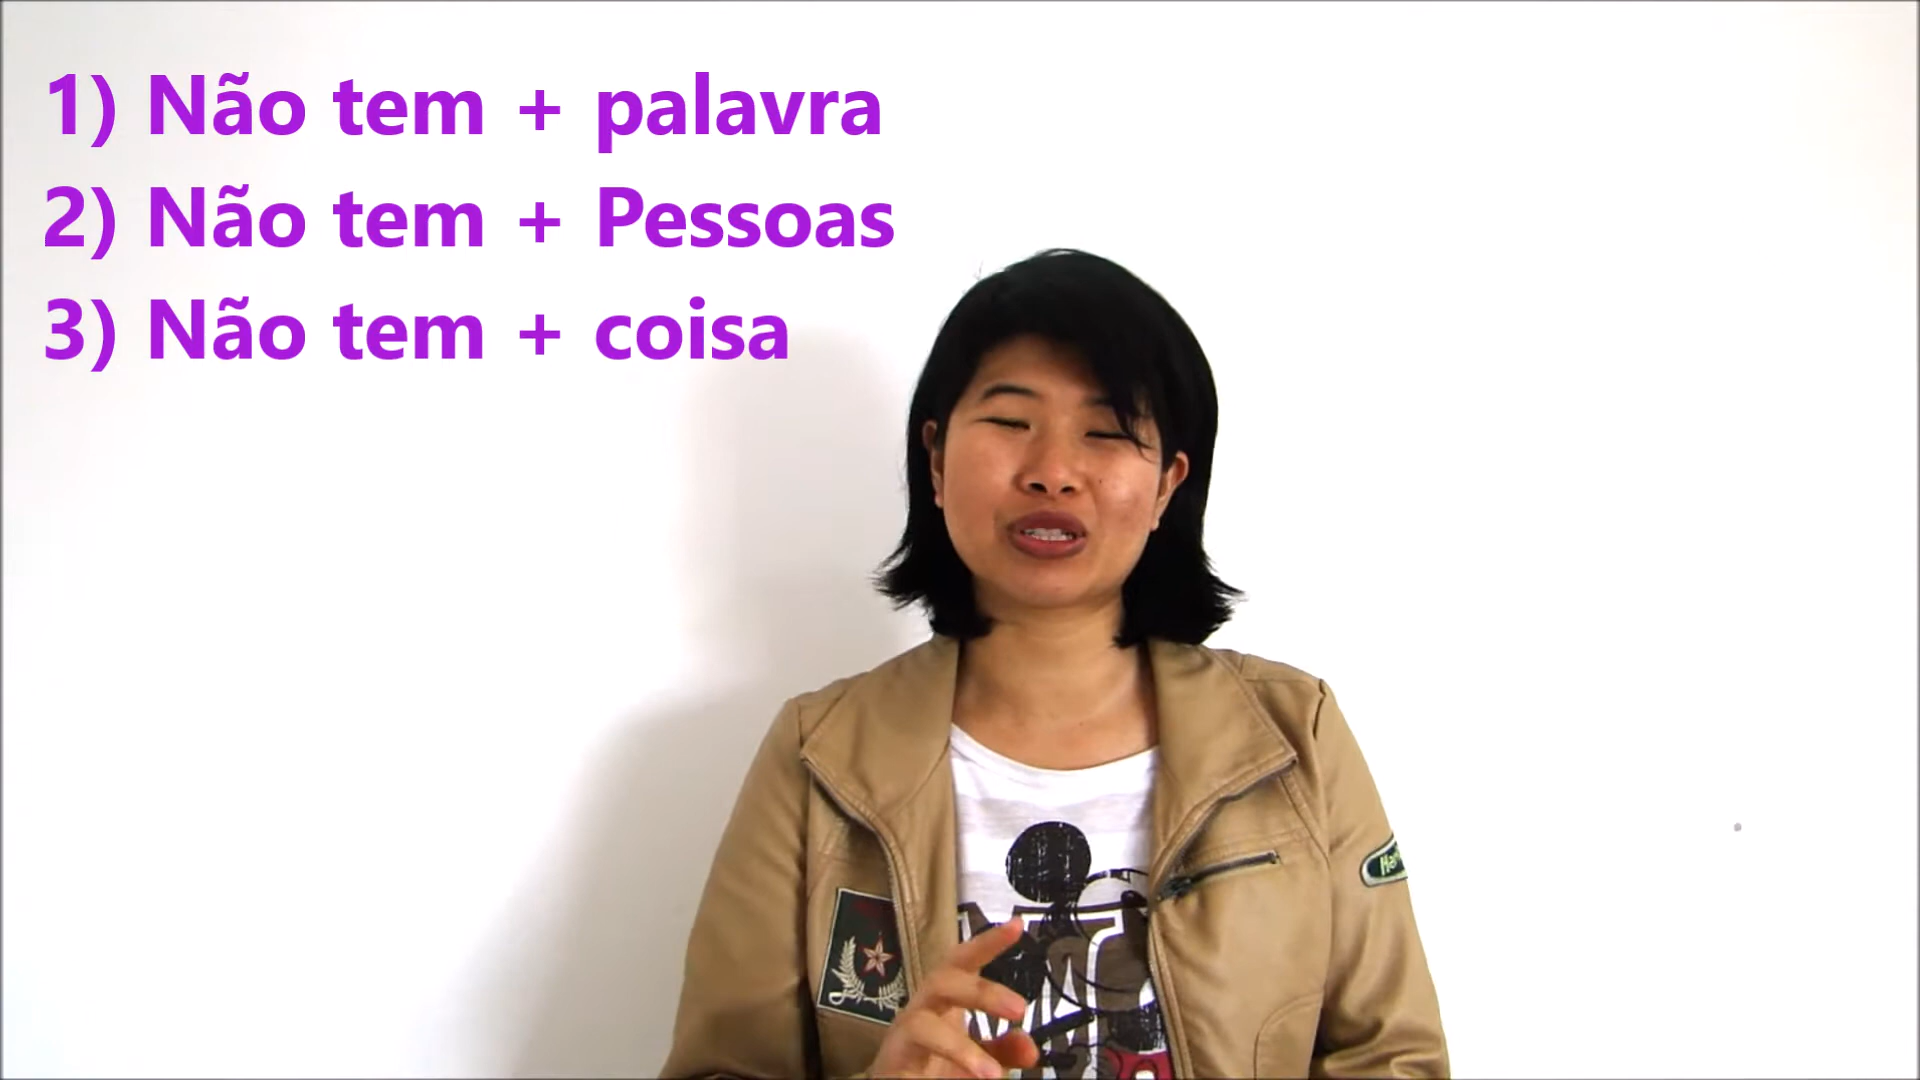 1) Não tem + palavra
2) Não tem + Pessoas
3) Não tem + coisa